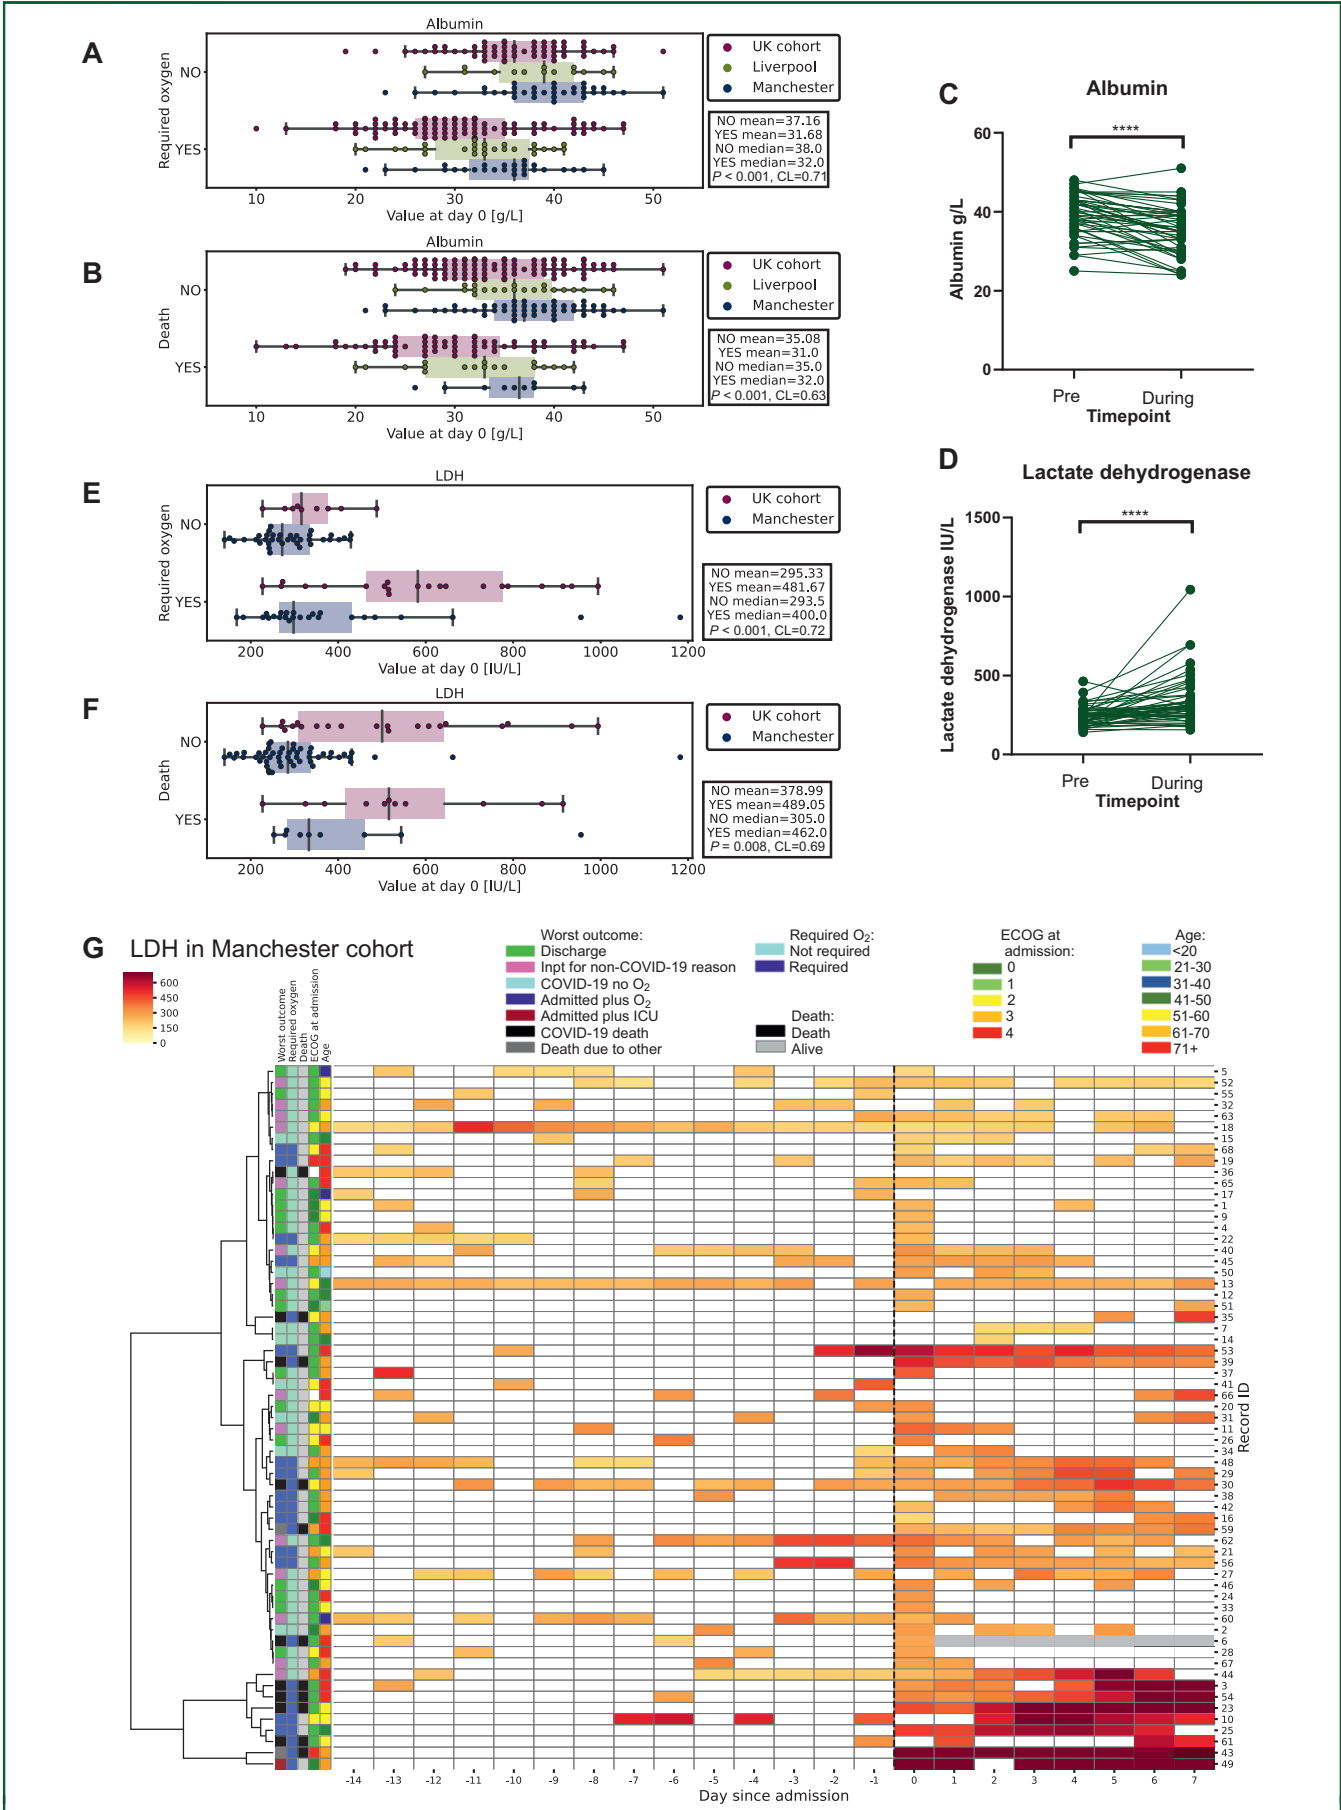 A
Albumin
Required oxygen
NO
YES
10 20 30 40 50
Value at day 0 [g/L]
UK cohort
Liverpool
Manchester
NO mean=37.16
YES mean=31.68
NO median=38.0
YES median=32.0
P < 0.001, CL=0.71
B
Albumin
Death
NO
YES
10 20 30 40 50
Value at day 0 [g/L]
UK cohort
Liverpool
Manchester
NO mean=35.08
YES mean=31.0
NO median=35.0
YES median=32.0
P < 0.001, CL=0.63
C
Albumin
****
Albumin g/L
60
40
20
0
Pre During
Timepoint
D
Lactate dehydrogenase
****
Lactate dehydrogenase IU/L
1500
1000
500
0
Pre During
Timepoint
E
LDH
Required oxygen
NO
YES
200 400 600 800 1000 1200
Value at day 0 [IU/L]
UK cohort
Manchester
NO mean=295.33
YES mean=481.67
NO median=293.5
YES median=400.0
P < 0.001, CL=0.72
F
LDH
Death
NO
YES
200 400 600 800 1000 1200
Value at day 0 [IU/L]
UK cohort
Manchester
NO mean=378.99
YES mean=489.05
NO median=305.0
YES median=462.0
P = 0.008, CL=0.69
G LDH in Manchester cohort
600
450
300
150
0
Worst outcome
Required oxygen
Death
ECOG at admission
Age
Worst outcome:
Discharge
Inpt for non-COVID-19 reason
COVID-19 no O₂
Admitted plus O₂
Admitted plus ICU
COVID-19 death
Death due to other
Required O₂:
Not required
Required
Death:
Death
Alive
ECOG at
admission:
0
1
2
3
4
Age:
<20
21-30
31-40
41-50
51-60
61-70
71+
5
52
55
32
63
18
15
68
19
36
65
17
1
9
4
22
40
45
50
13
12
51
35
7
14
53
39
37
41
66
20
31
11
26
34
48
29
30
38
42
16
59
62
21
56
27
46
24
33
60
2
6
28
67
44
3
54
23
10
25
61
43
49
Record ID
-14 -13 -12 -11 -10 -9 -8 -7 -6 -5 -4 -3 -2 -1 0 1 2 3 4 5 6 7
Day since admission